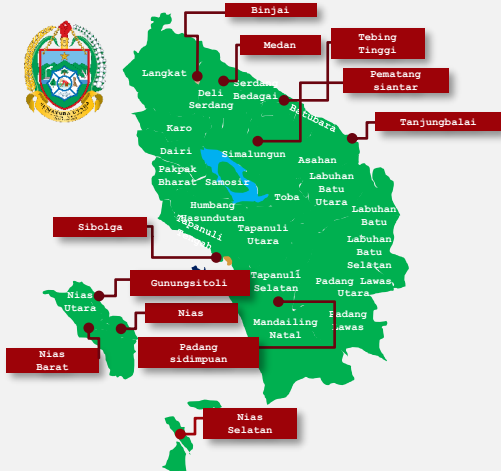 Binjai
Medan
Tebing
Tinggi
Pematang
siantar
Tanjungbalai
Langkat
Deli
Serdang
Serdang
Bedagai
Batubara
Karo
Dairi
Pakpak
Bharat
Simalungun
Samosir
Asahan
Labuhan
Batu
Utara
Toba
Humbang
Hasundutan
Tapanuli
Tengah
Tapanuli
Utara
Labuhan
Batu
Labuhan
Batu
Selatan
Sibolga
Tapanuli
Selatan
Padang Lawas
Utara
Padang
Lawas
Mandailing
Natal
Gunungsitoli
Nias
Utara
Nias
Padang
sidimpuan
Nias
Barat
Nias
Selatan